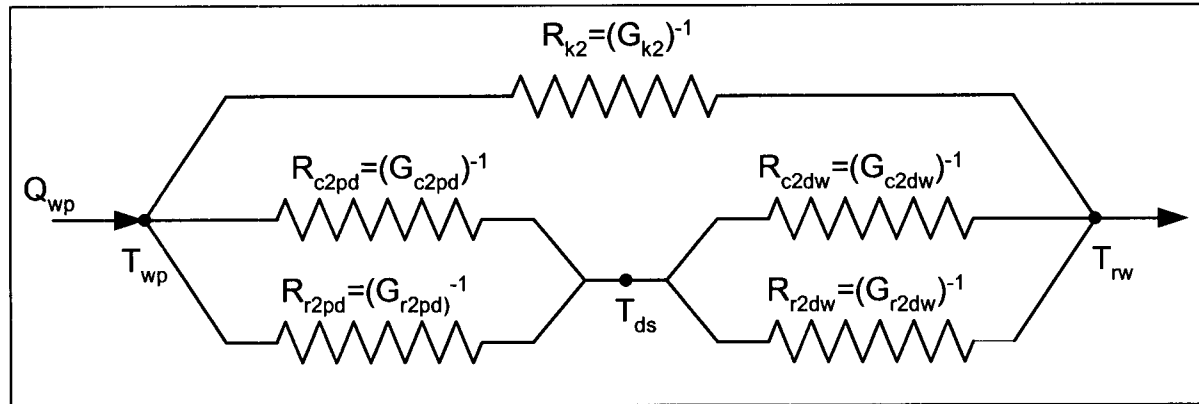 R_k2=(G_k2)^-1
R_c2pd=(G_c2pd)^-1
R_c2dw=(G_c2dw)^-1
Q_wp
T_wp
T_rw
R_r2pd=(G_r2pd)^-1
T_ds
R_r2dw=(G_r2dw)^-1